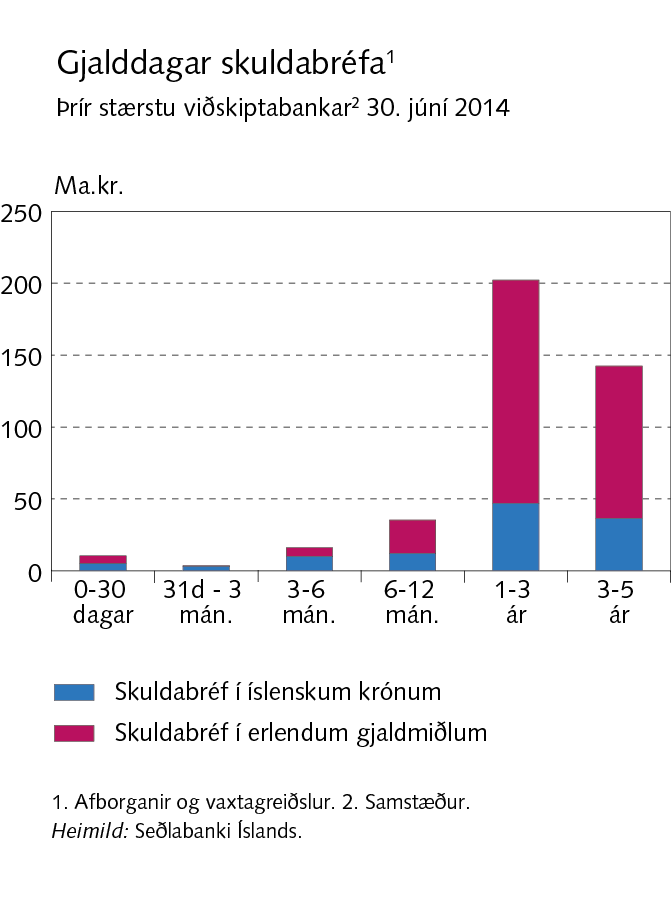 Gjalddagar skuldabréfa¹
Þrír stærstu viðskiptabankar² 30. júní 2014
Ma.kr.
250
200
150
100
50
0
0-30 31d - 3 3-6 6-12 1-3 3-5
dagar mán. mán. mán. ár ár
Skuldabréf í íslenskum krónum
Skuldabréf í erlendum gjaldmiðlum
1. Afborganir og vaxtagreiðslur. 2. Samstæður.
Heimild: Seðlabanki Íslands.